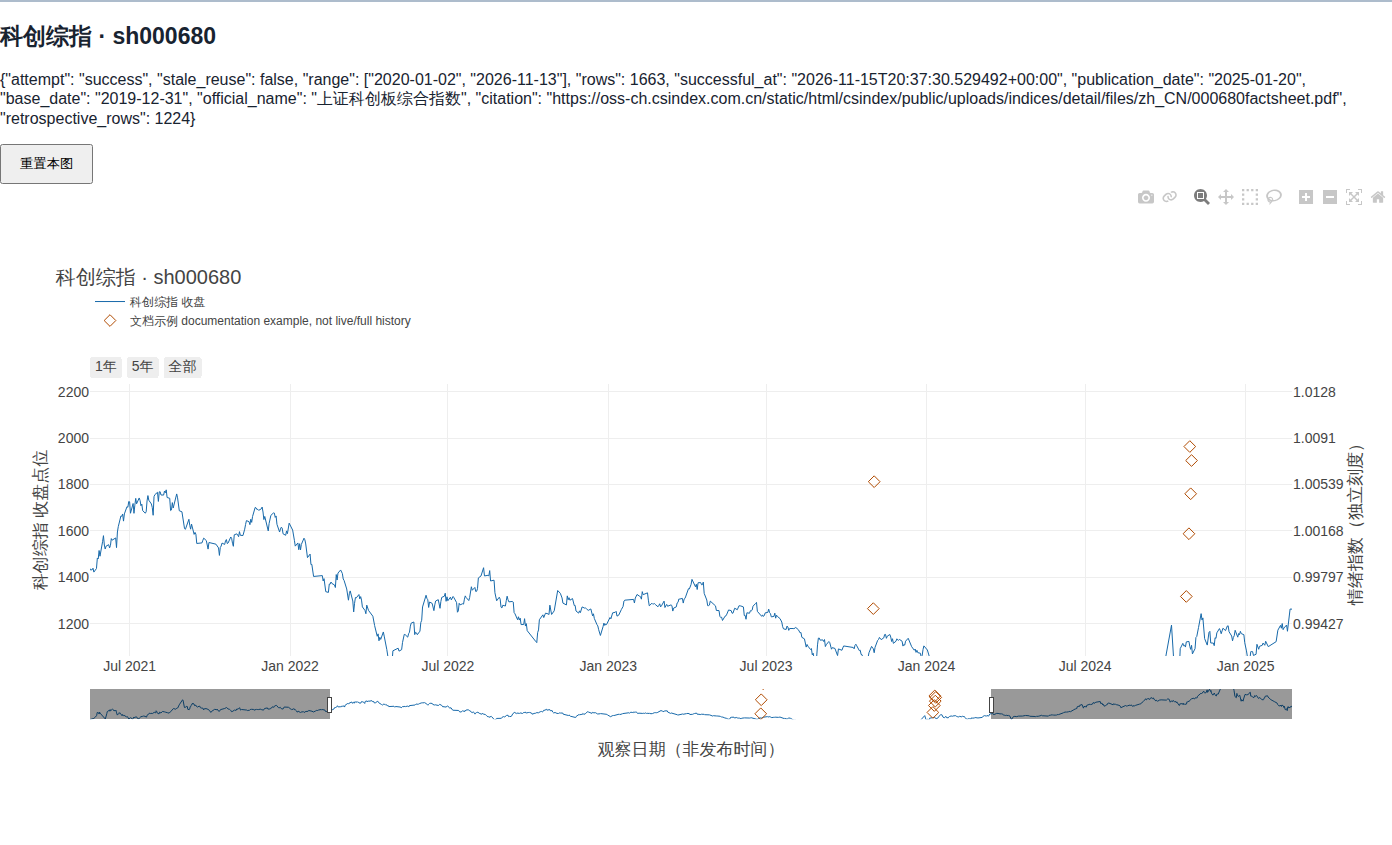 科创综指 · sh000680
{"attempt": "success", "stale_reuse": false, "range": ["2020-01-02", "2026-11-13"], "rows": 1663, "successful_at": "2026-11-15T20:37:30.529492+00:00", "publication_date": "2025-01-20",
"base_date": "2019-12-31", "official_name": "上证科创板综合指数", "citation": "https://oss-ch.csindex.com.cn/static/html/csindex/public/uploads/indices/detail/files/zh_CN/000680factsheet.pdf",
"retrospective_rows": 1224}
重置本图
科创综指 · sh000680
科创综指 收盘
文档示例 documentation example, not live/full history
1年 5年 全部
2200 1.0128
2000 1.0091
1800 1.00539
1600 1.00168
1400 0.99797
1200 0.99427
科创综指 收盘点位
情绪指数（独立刻度）
Jul 2021 Jan 2022 Jul 2022 Jan 2023 Jul 2023 Jan 2024 Jul 2024 Jan 2025
观察日期（非发布时间）